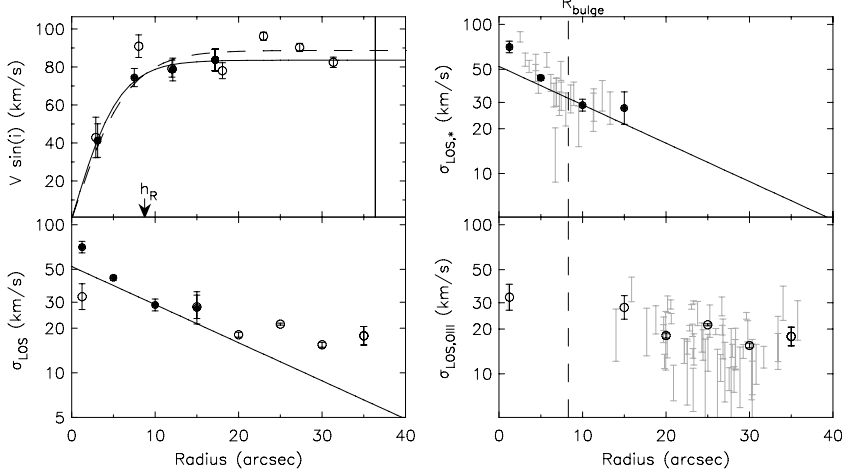 R_bulge
V sin(i) (km/s)
100
80
60
40
20
h_R
σ_LOS,* (km/s)
100
50
30
20
10
σ_LOS (km/s)
100
50
30
20
10
5
0 10 20 30 40
Radius (arcsec)
σ_LOS,OIII (km/s)
100
50
30
20
10
0 10 20 30 40
Radius (arcsec)